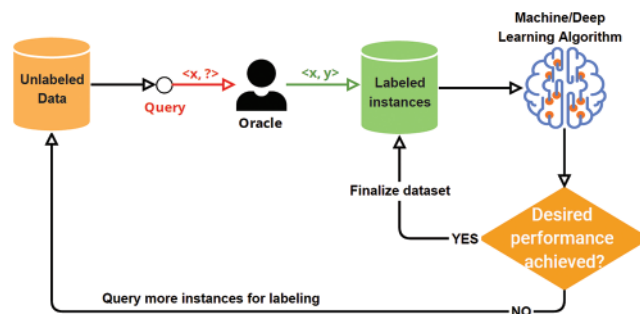 Machine/Deep
Learning Algorithm
Unlabeled
Data
<x, ?>
Query
Oracle
<x, y>
Labeled
instances
Finalize dataset
YES
Desired
performance
achieved?
Query more instances for labeling
NO